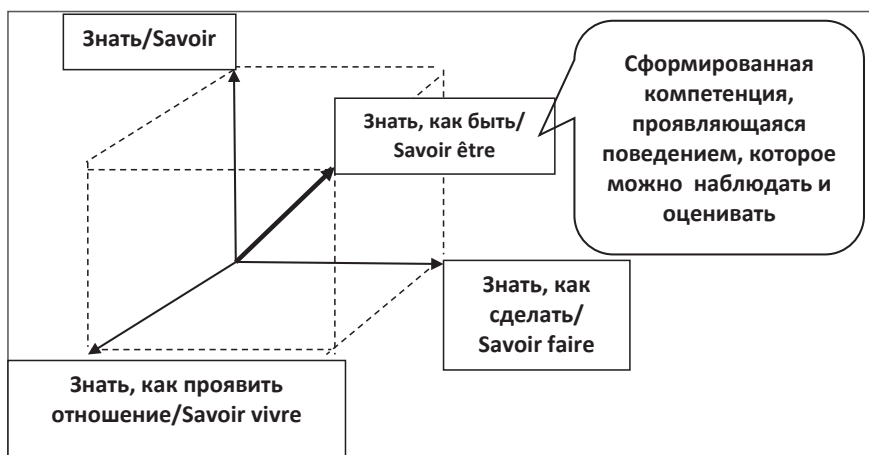 Знать/Savoir
Знать, как быть/
Savoir être
Сформированная
компетенция,
проявляющаяся
поведением, которое
можно наблюдать и
оценивать
Знать, как
сделать/
Savoir faire
Знать, как проявить
отношение/Savoir vivre